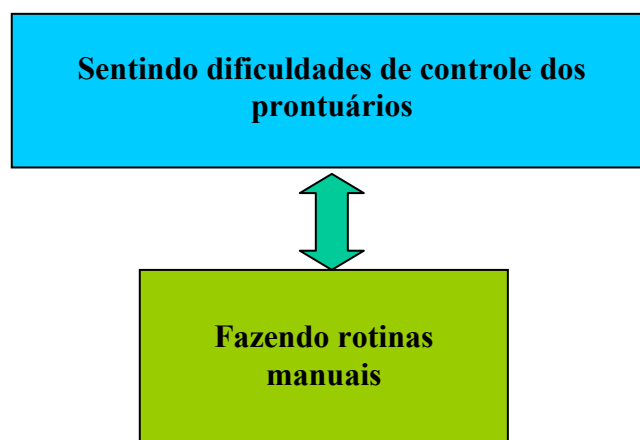 Sentindo dificuldades de controle dos
prontuários
Fazendo rotinas
manuais